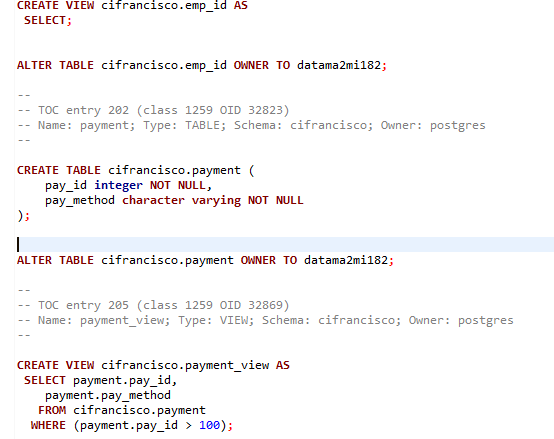 CREATE VIEW cifrancisco.emp_id AS
SELECT;
ALTER TABLE cifrancisco.emp_id OWNER TO datama2mi182;
--
-- TOC entry 202 (class 1259 OID 32823)
-- Name: payment; Type: TABLE; Schema: cifrancisco; Owner: postgres
--
CREATE TABLE cifrancisco.payment (
pay_id integer NOT NULL,
pay_method character varying NOT NULL
);
ALTER TABLE cifrancisco.payment OWNER TO datama2mi182;
--
-- TOC entry 205 (class 1259 OID 32869)
-- Name: payment_view; Type: VIEW; Schema: cifrancisco; Owner: postgres
--
CREATE VIEW cifrancisco.payment_view AS
SELECT payment.pay_id,
payment.pay_method
FROM cifrancisco.payment
WHERE (payment.pay_id > 100);